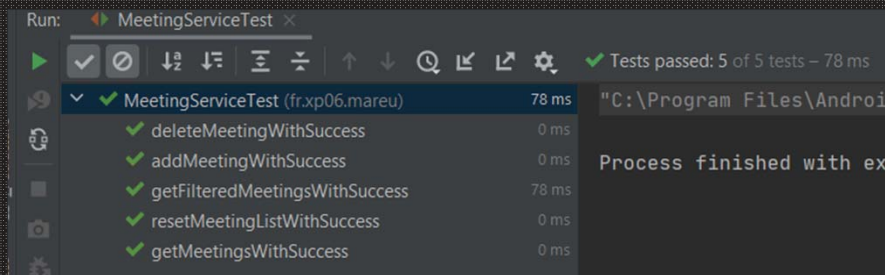 Run: MeetingServiceTest
Tests passed: 5 of 5 tests – 78 ms
MeetingServiceTest (fr.xp06.mareu) 78 ms
deleteMeetingWithSuccess 0 ms
addMeetingWithSuccess 0 ms
getFilteredMeetingsWithSuccess 78 ms
resetMeetingListWithSuccess 0 ms
getMeetingsWithSuccess 0 ms
"C:\Program Files\Androi
Process finished with ex